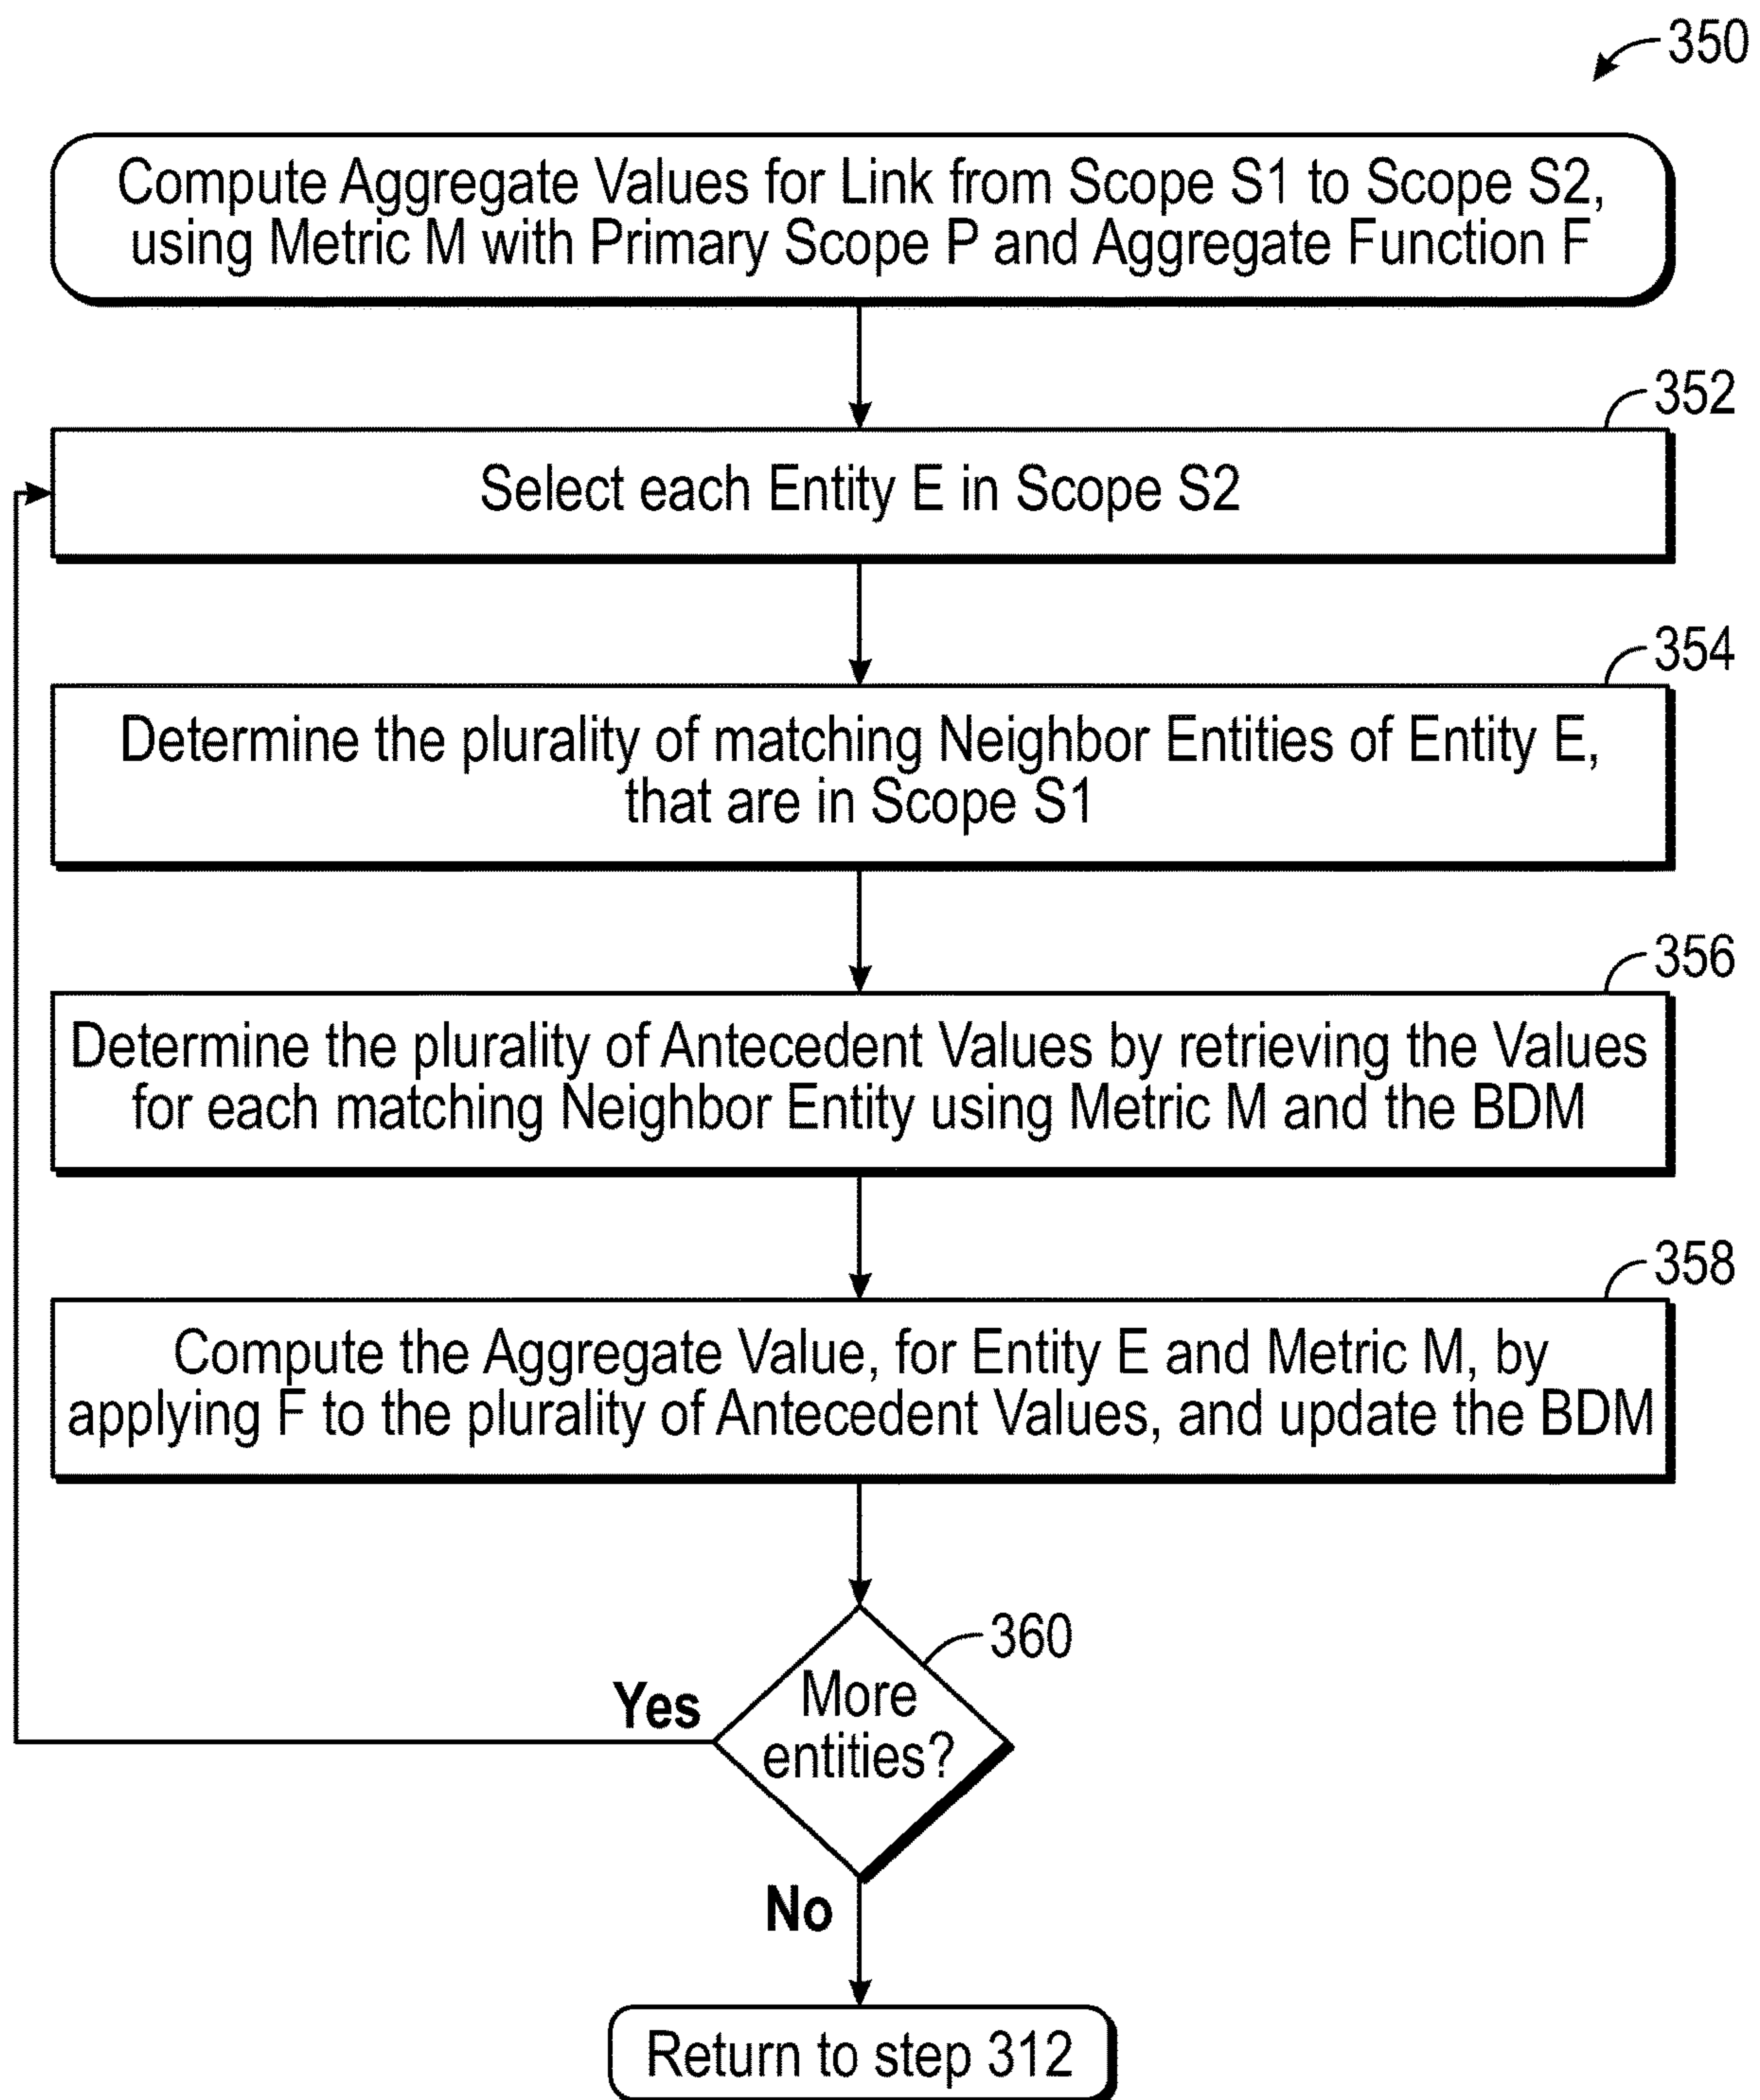 350
Compute Aggregate Values for Link from Scope S1 to Scope S2,
using Metric M with Primary Scope P and Aggregate Function F
352
Select each Entity E in Scope S2
354
Determine the plurality of matching Neighbor Entities of Entity E,
that are in Scope S1
356
Determine the plurality of Antecedent Values by retrieving the Values
for each matching Neighbor Entity using Metric M and the BDM
358
Compute the Aggregate Value, for Entity E and Metric M, by
applying F to the plurality of Antecedent Values, and update the BDM
360
More
entities?
Yes
No
Return to step 312